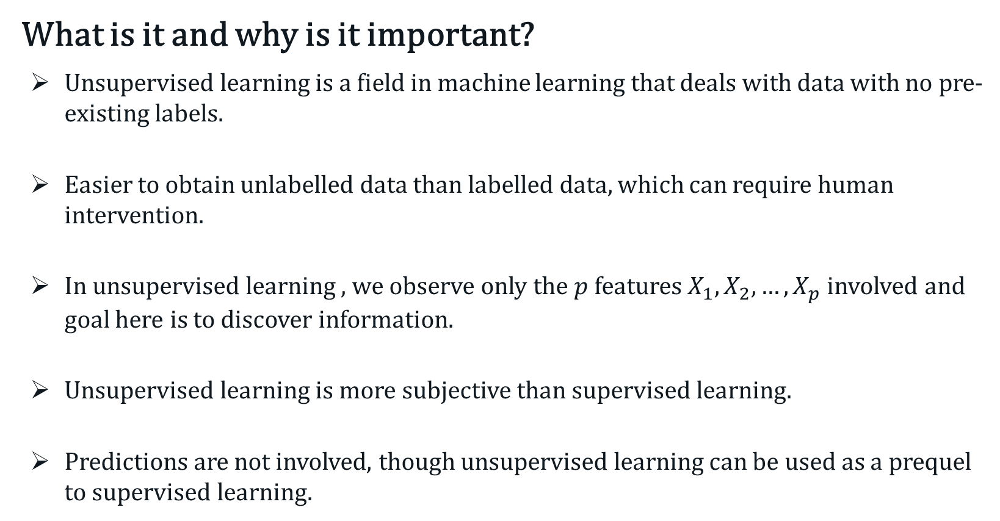 What is it and why is it important?
➢ Unsupervised learning is a field in machine learning that deals with data with no pre-
existing labels.
➢ Easier to obtain unlabelled data than labelled data, which can require human
intervention.
➢ In unsupervised learning , we observe only the p features X₁, X₂, … , Xₚ involved and
goal here is to discover information.
➢ Unsupervised learning is more subjective than supervised learning.
➢ Predictions are not involved, though unsupervised learning can be used as a prequel
to supervised learning.